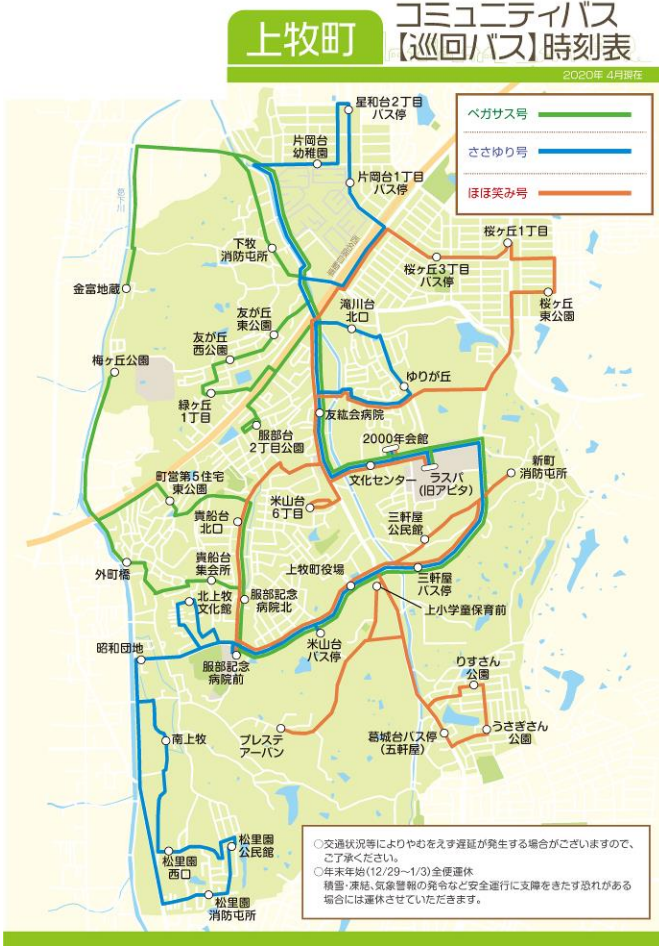 上牧町
コミュニティバス
【巡回バス】時刻表
2020年 4月現在
ペガサス号
ささゆり号
ほほ笑み号
星和台2丁目
バス停
片岡台
幼稚園
片岡台1丁目
バス停
桜ヶ丘1丁目
下牧
消防屯所
桜ヶ丘3丁目
バス停
金富地蔵
桜ヶ丘
東公園
滝川台
北口
友が丘
東公園
友が丘
西公園
梅ヶ丘公園
ゆりが丘
緑ヶ丘
1丁目
友紘会病院
服部台
2丁目公園
2000年会館
町営第5住宅
東公園
文化センター
ラスパ
(旧アピタ)
新町
消防屯所
米山台
6丁目
貴船台
北口
三軒屋
公民館
外町橋
貴船台
集会所
上牧町役場
三軒屋
バス停
北上牧
文化館
服部記念
病院北
上小学童保育前
昭和団地
服部記念
病院前
米山台
バス停
りすさん
公園
南上牧
プレステ
アーバン
葛城台バス停
(五軒屋)
うさぎさん
公園
松里園
公民館
松里園
西口
松里園
消防屯所
○交通状況等によりやむをえず遅延が発生する場合がございますので、
ご了承ください。
○年末年始(12/29〜1/3)全便運休
積雪・凍結、気象警報の発令など安全運行に支障をきたす恐れがある
場合には運休させていただきます。